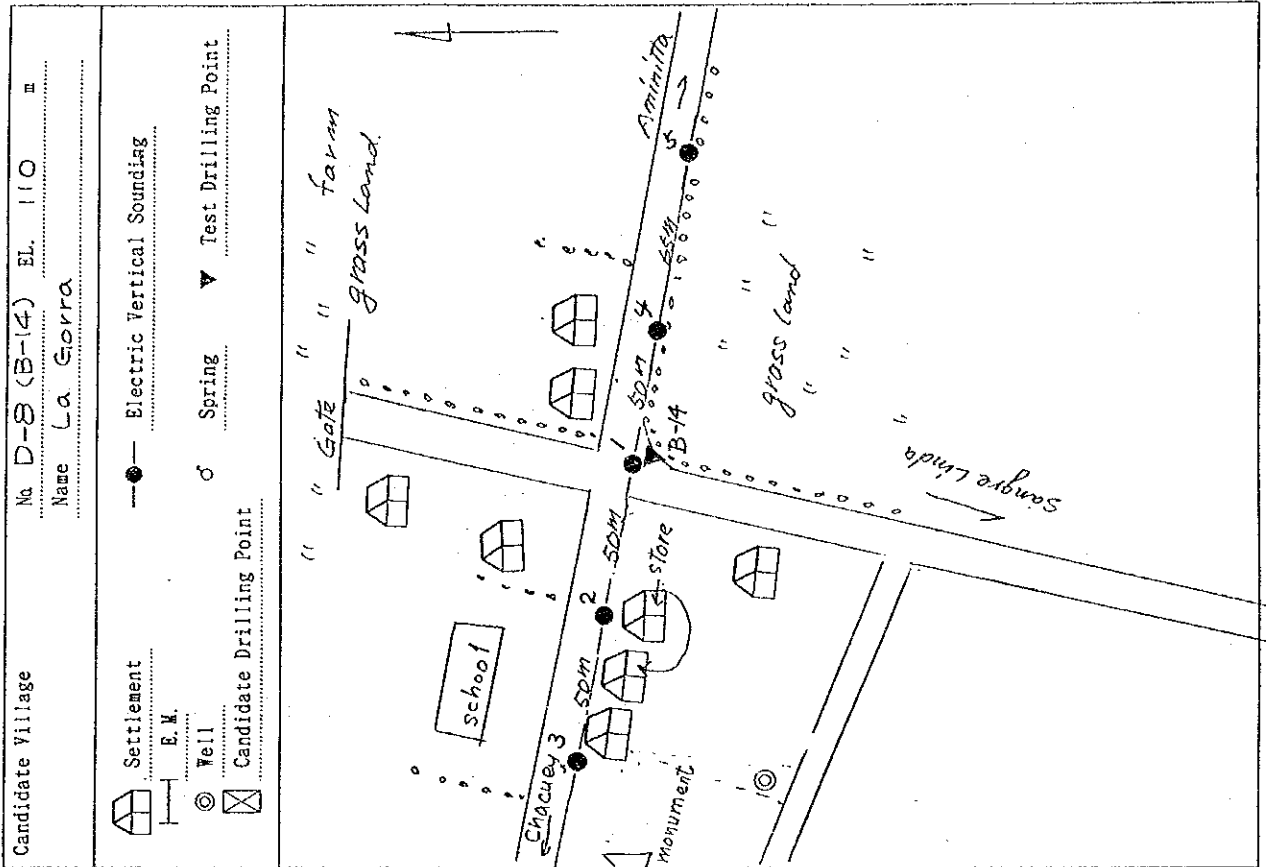 Candidate Village
No. D-8 (B-14) EL. 110 m
Name La Gorra
Settlement
E.M.
Well
Candidate Drilling Point
Electric Vertical Sounding
Spring
Test Drilling Point
" Gate " " " farm
grass Land.
school
Chacuey
3
50m
2
50m
1
50m
4
65m
5
Aminitta
B-14
store
monument
grass land
Sangre Linda